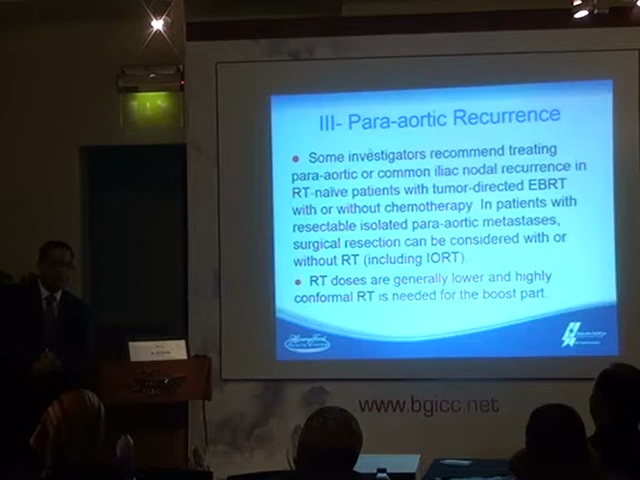 III- Para-aortic Recurrence
Some investigators recommend treating
para-aortic or common iliac nodal recurrence in
RT-naïve patients with tumor-directed EBRT
with or without chemotherapy In patients with
resectable isolated para-aortic metastases,
surgical resection can be considered with or
without RT (including IORT)
RT doses are generally lower and highly
conformal RT is needed for the boost part.
www.bgicc.net